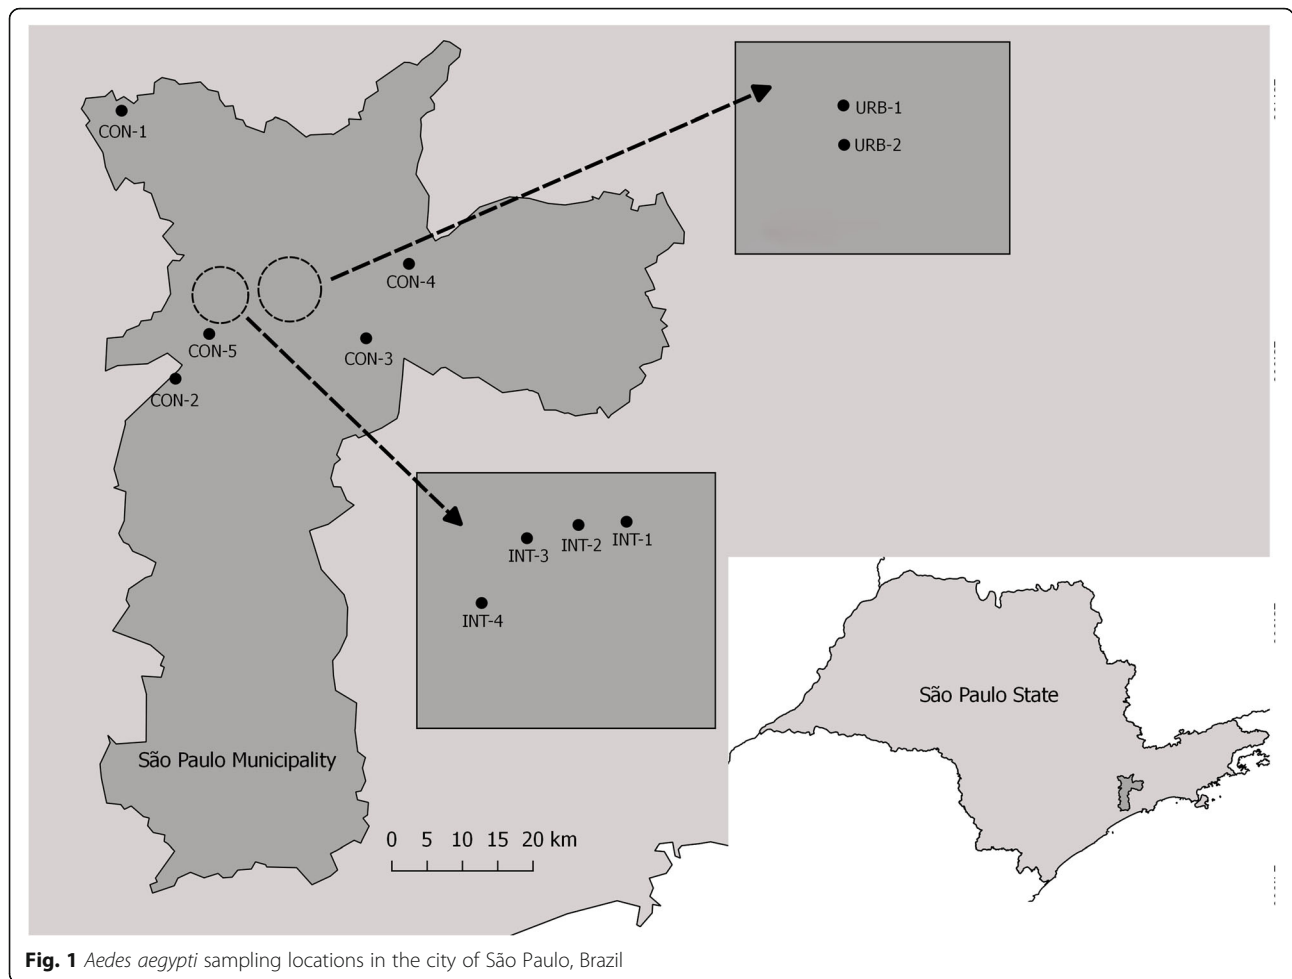 CON-1
URB-1
URB-2
CON-4
CON-5
CON-3
CON-2
INT-1
INT-2
INT-3
INT-4
São Paulo State
São Paulo Municipality
0 5 10 15 20 km
Fig. 1 Aedes aegypti sampling locations in the city of São Paulo, Brazil